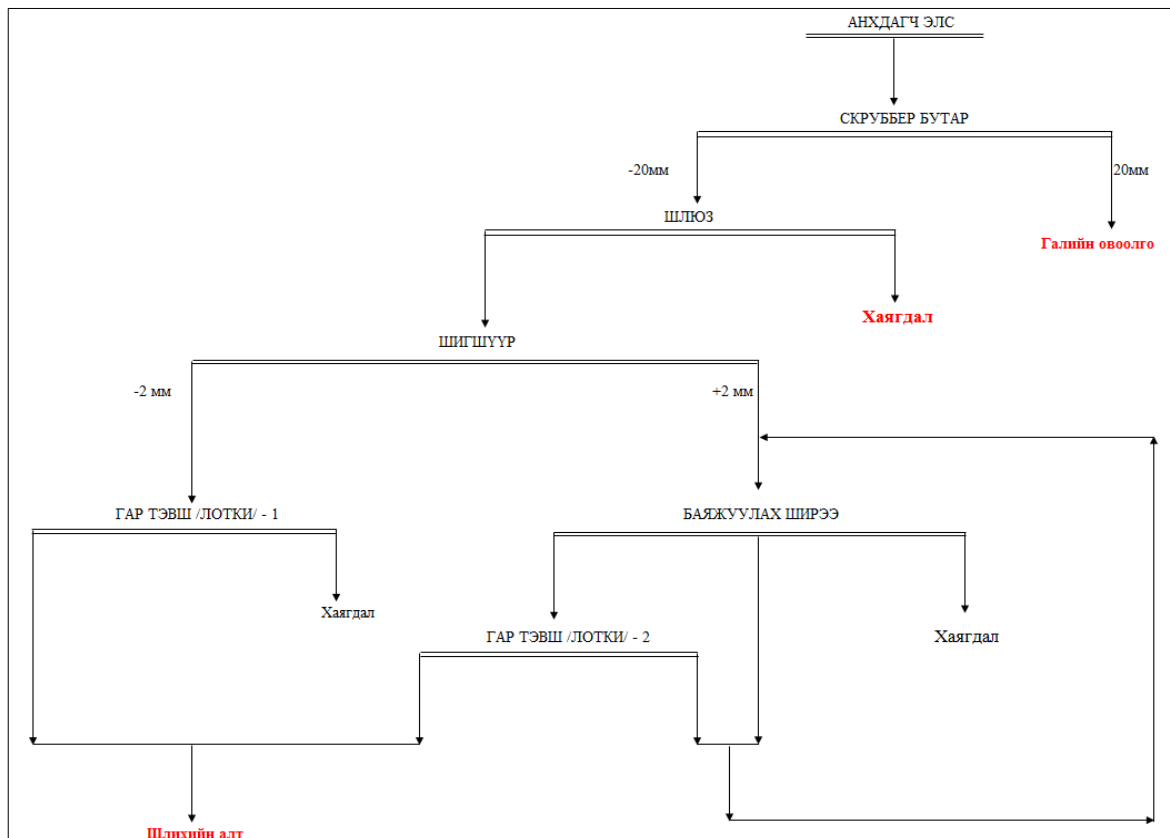 АНХДАГЧ ЭЛС
СКРУББЕР БУТАР
-20мм
20мм
ШЛЮЗ
Галийн овоолго
Хаягдал
ШИГШҮҮР
-2 мм
+2 мм
ГАР ТЭВШ /ЛОТКИ/ - 1
БАЯЖУУЛАХ ШИРЭЭ
Хаягдал
ГАР ТЭВШ /ЛОТКИ/ - 2
Хаягдал
Шлихийн алт